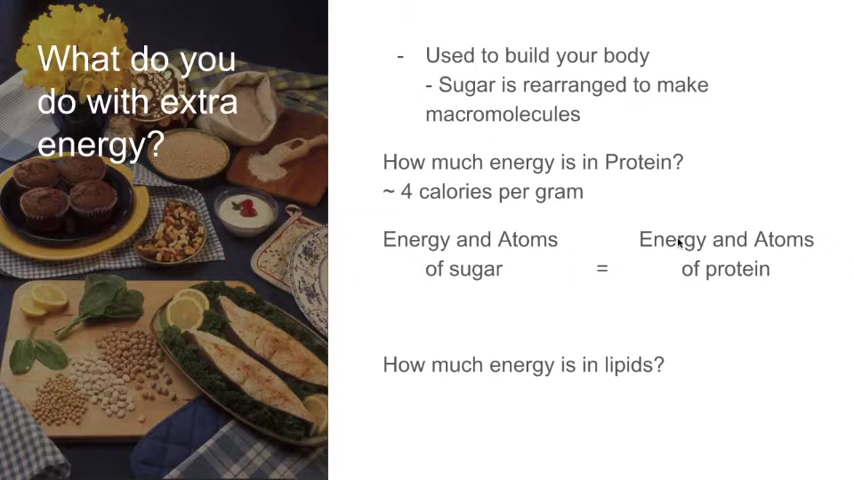 What do you
do with extra
energy?
- Used to build your body
- Sugar is rearranged to make
macromolecules
How much energy is in Protein?
~ 4 calories per gram
Energy and Atoms
of sugar
=
Energy and Atoms
of protein
How much energy is in lipids?